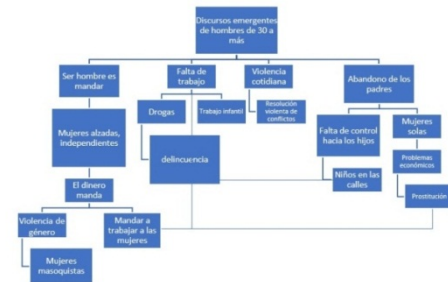 Discursos emergentes
de hombres de 30 a
más
Ser hombre es
mandar
Falta de
trabajo
Violencia
cotidiana
Abandono de los
padres
Mujeres alzadas,
independientes
Drogas
Trabajo infantil
Resolución
violenta de
conflictos
Falta de control
hacia los hijos
Mujeres
solas
delincuencia
Problemas
económicos
El dinero
manda
Niños en las
calles
Prostitución
Violencia de
género
Mandar a
trabajar a las
mujeres
Mujeres
masoquistas